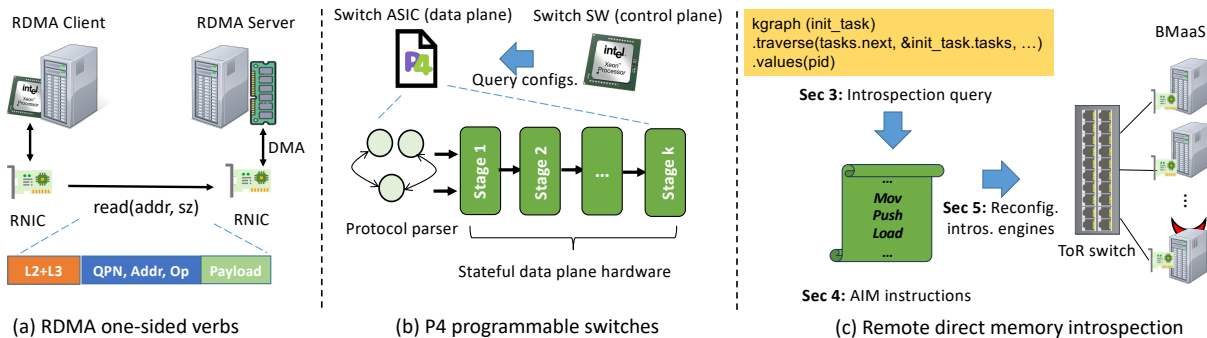 RDMA Client
RDMA Server
intel
Xeon
Processor
DMA
RNIC
read(addr, sz)
RNIC
L2+L3
QPN, Addr, Op
Payload
(a) RDMA one-sided verbs
Switch ASIC (data plane)
Switch SW (control plane)
P4
intel
Xeon
Processor
Query configs.
Stage 1
Stage 2
...
Stage k
Protocol parser
Stateful data plane hardware
(b) P4 programmable switches
kgraph (init_task)
.traverse(tasks.next, &init_task.tasks, …)
.values(pid)
Sec 3: Introspection query
...
Mov
Push
Load
...
Sec 5: Reconfig.
intros. engines
Sec 4: AIM instructions
BMaaS
...
ToR switch
(c) Remote direct memory introspection